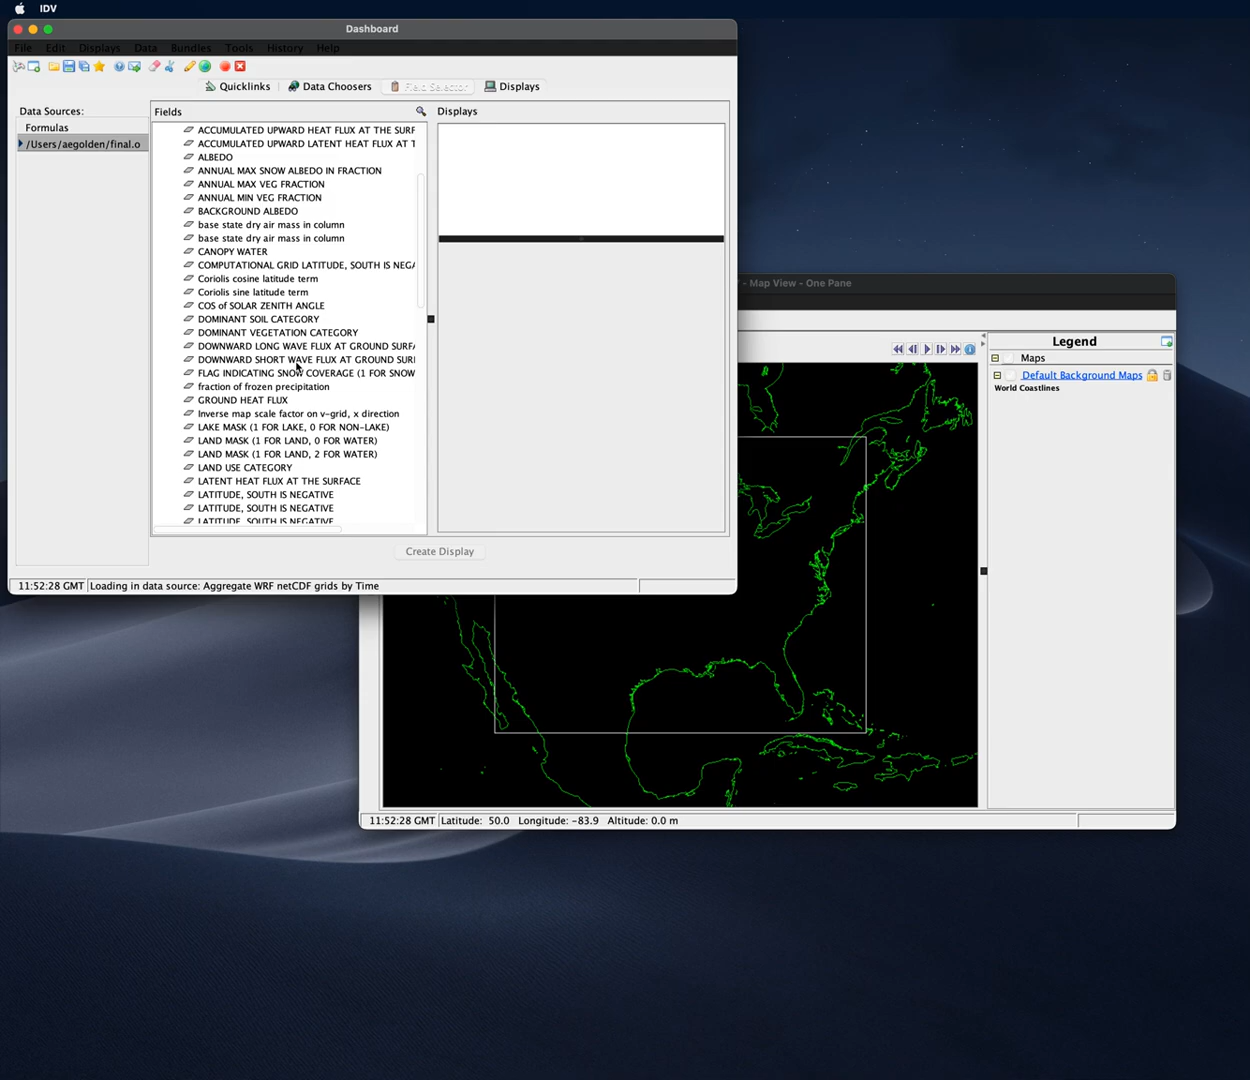 IDV
Dashboard
File Edit Displays Data Bundles Tools History Help
Quicklinks Data Choosers Field Selector Displays
Data Sources:
Formulas
/Users/aegolden/final.o
Fields
ACCUMULATED UPWARD HEAT FLUX AT THE SURF
ACCUMULATED UPWARD LATENT HEAT FLUX AT T
ALBEDO
ANNUAL MAX SNOW ALBEDO IN FRACTION
ANNUAL MAX VEG FRACTION
ANNUAL MIN VEG FRACTION
BACKGROUND ALBEDO
base state dry air mass in column
base state dry air mass in column
CANOPY WATER
COMPUTATIONAL GRID LATITUDE, SOUTH IS NEGA
Coriolis cosine latitude term
Coriolis sine latitude term
COS of SOLAR ZENITH ANGLE
DOMINANT SOIL CATEGORY
DOMINANT VEGETATION CATEGORY
DOWNWARD LONG WAVE FLUX AT GROUND SURFA
DOWNWARD SHORT WAVE FLUX AT GROUND SURI
FLAG INDICATING SNOW COVERAGE (1 FOR SNOW
fraction of frozen precipitation
GROUND HEAT FLUX
Inverse map scale factor on v-grid, x direction
LAKE MASK (1 FOR LAKE, 0 FOR NON-LAKE)
LAND MASK (1 FOR LAND, 0 FOR WATER)
LAND MASK (1 FOR LAND, 2 FOR WATER)
LAND USE CATEGORY
LATENT HEAT FLUX AT THE SURFACE
LATITUDE, SOUTH IS NEGATIVE
LATITUDE, SOUTH IS NEGATIVE
LATITUDE, SOUTH IS NEGATIVE
Displays
Create Display
11:52:28 GMT Loading in data source: Aggregate WRF netCDF grids by Time
- Map View - One Pane
Legend
Maps
Default Background Maps
World Coastlines
11:52:28 GMT Latitude: 50.0 Longitude: -83.9 Altitude: 0.0 m